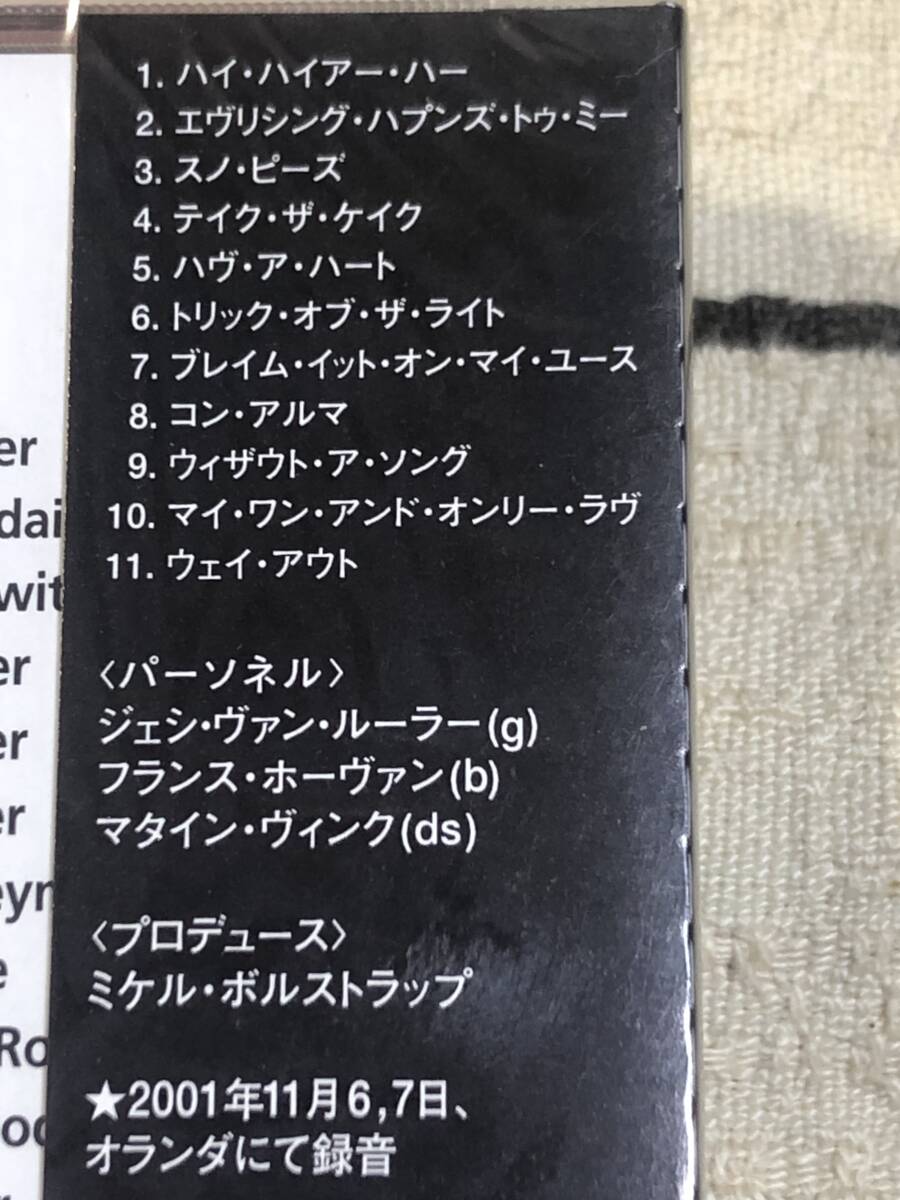 1. ハイ・ハイアー・ハー
2. エヴリシング・ハプンズ・トゥ・ミー
3. スノ・ピーズ
4. テイク・ザ・ケイク
5. ハヴ・ア・ハート
6. トリック・オブ・ザ・ライト
7. ブレイム・イット・オン・マイ・ユース
8. コン・アルマ
9. ウィザウト・ア・ソング
10. マイ・ワン・アンド・オンリー・ラヴ
11. ウェイ・アウト
〈パーソネル〉
ジェシ・ヴァン・ルーラー(g)
フランス・ホーヴァン(b)
マタイン・ヴィンク(ds)
〈プロデュース〉
ミケル・ボルストラップ
★2001年11月6,7日、
オランダにて録音
er
dai
wit
er
er
er
eyn
e
Ro